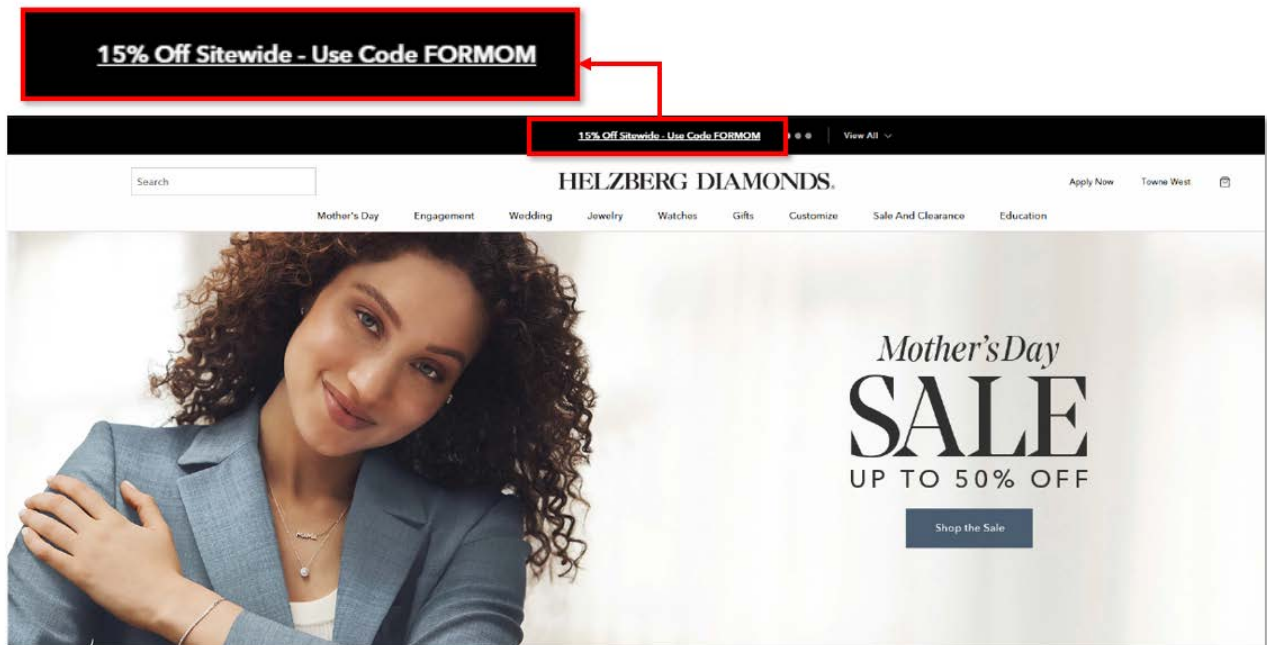 15% Off Sitewide - Use Code FORMOM
15% Off Sitewide - Use Code FORMOM
View All
Search
HELZBERG DIAMONDS.
Apply Now
Towne West
Mother's Day
Engagement
Wedding
Jewelry
Watches
Gifts
Customize
Sale And Clearance
Education
Mother's Day
SALE
UP TO 50% OFF
Shop the Sale
mama